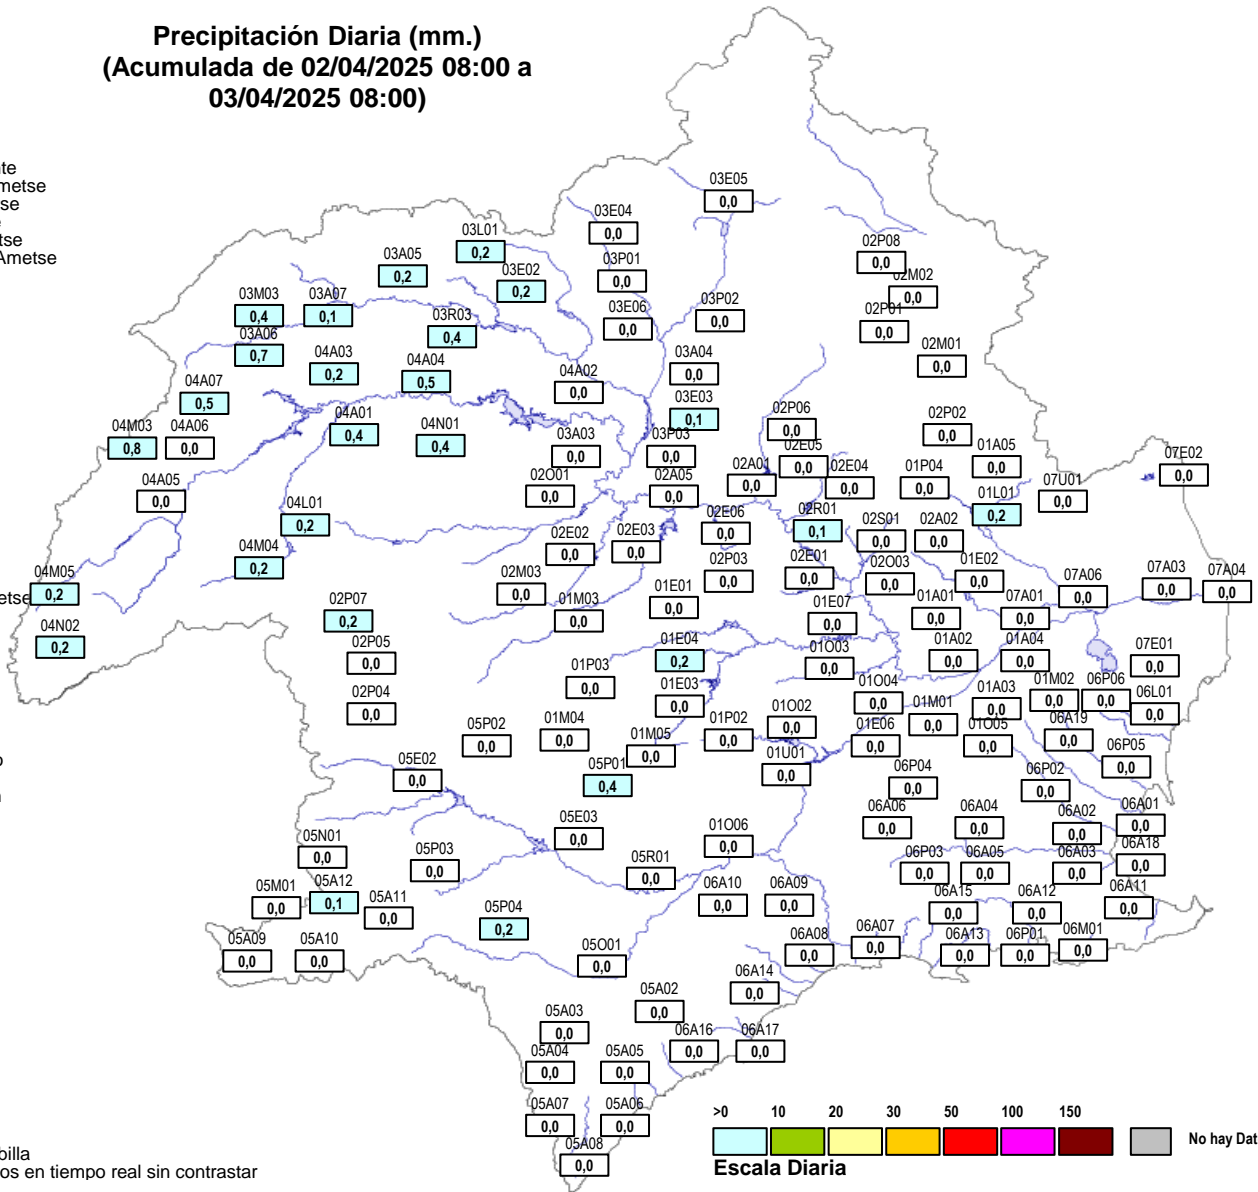 Precipitación Diaria (mm.)
(Acumulada de 02/04/2025 08:00 a
03/04/2025 08:00)
nte
metse
tse
e
tse
Ametse
03E05
0,0
03E04
0,0
03L01
0,2
03A05
0,2
03E02
0,2
03P01
0,0
02P08
0,0
02M02
0,0
03M03
0,4
03A07
0,1
03R03
0,4
03E06
0,0
03P02
0,0
02P01
0,0
03A06
0,7
04A03
0,2
04A04
0,5
04A02
0,0
03A04
0,0
02M01
0,0
04A07
0,5
03E03
0,1
04M03
0,8
04A06
0,0
04A01
0,4
04N01
0,4
03A03
0,0
03P03
0,0
02P06
0,0
02P02
0,0
02E05
0,0
01A05
0,0
07E02
0,0
04A05
0,0
02O01
0,0
02A05
0,0
02A01
0,0
02E04
0,0
01P04
0,0
07U01
0,0
01L01
0,2
04L01
0,2
02E06
0,0
02R01
0,1
02S01
0,0
02A02
0,0
04M04
0,2
02E02
0,0
02E03
0,0
04M05
0,2
etse
02M03
0,0
02P03
0,0
02E01
0,0
02O03
0,0
01E02
0,0
07A06
0,0
07A03
0,0
07A04
0,0
02P07
0,2
01M03
0,0
01E01
0,0
01E07
0,0
01A01
0,0
07A01
0,0
04N02
0,2
02P05
0,0
01E04
0,2
01O03
0,0
01A02
0,0
01A04
0,0
07E01
0,0
01P03
0,0
02P04
0,0
01E03
0,0
01O04
0,0
01M01
0,0
01A03
0,0
01M02
0,0
06P06
0,0
06L01
0,0
05P02
0,0
01M04
0,0
01M05
0,0
01P02
0,0
01O02
0,0
01E06
0,0
01O05
0,0
06A19
0,0
06P05
0,0
o
05E02
0,0
05P01
0,4
01U01
0,0
06P04
0,0
06P02
0,0
05E03
0,0
01O06
0,0
06A06
0,0
06A04
0,0
06A02
0,0
06A01
0,0
05N01
0,0
05P03
0,0
05R01
0,0
06P03
0,0
06A05
0,0
06A03
0,0
06A18
0,0
05M01
0,0
05A12
0,1
05A11
0,0
05P04
0,2
06A10
0,0
06A09
0,0
06A15
0,0
06A12
0,0
06A11
0,0
05A09
0,0
05A10
0,0
05O01
0,0
06A08
0,0
06A07
0,0
06A13
0,0
06P01
0,0
06M01
0,0
06A14
0,0
05A02
0,0
05A03
0,0
06A16
0,0
06A17
0,0
05A04
0,0
05A05
0,0
05A07
0,0
05A06
0,0
05A08
0,0
>0 10 20 30 50 100 150
No hay Dat
Escala Diaria
billa
os en tiempo real sin contrastar